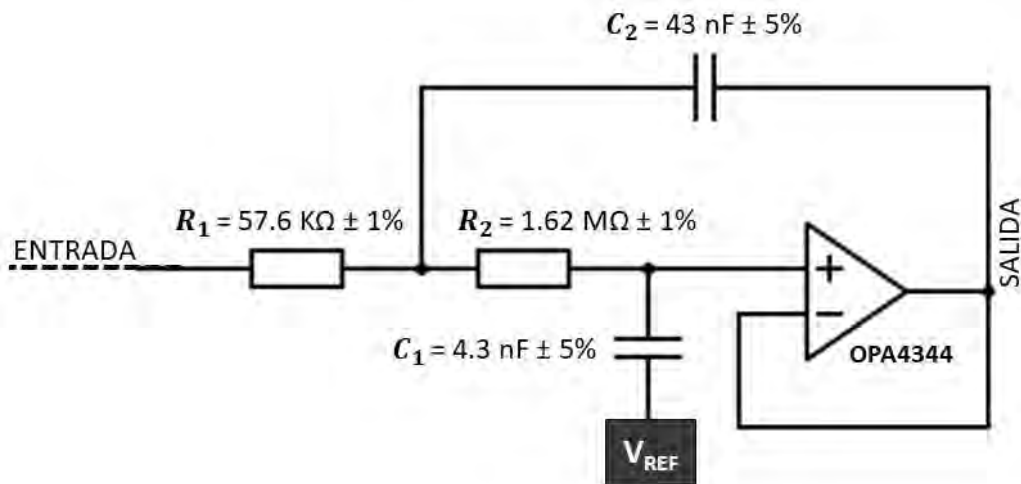 C₂ = 43 nF ± 5%
R₁ = 57.6 KΩ ± 1%
R₂ = 1.62 MΩ ± 1%
ENTRADA
SALIDA
+
−
C₁ = 4.3 nF ± 5%
OPA4344
V_REF